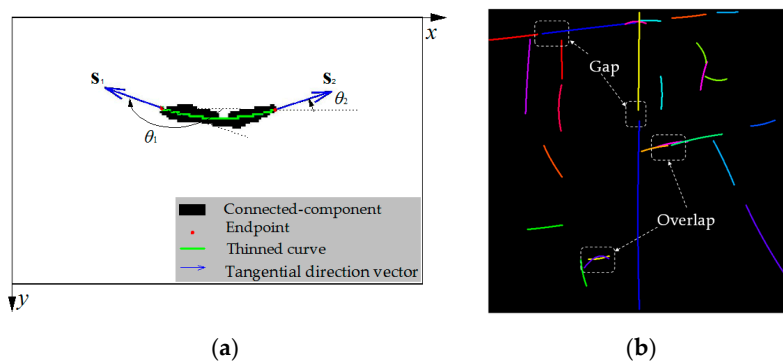 x
S₁
S₂
θ₂
θ₁
Connected-component
Endpoint
Thinned curve
Tangential direction vector
y
(a)
Gap
Overlap
(b)